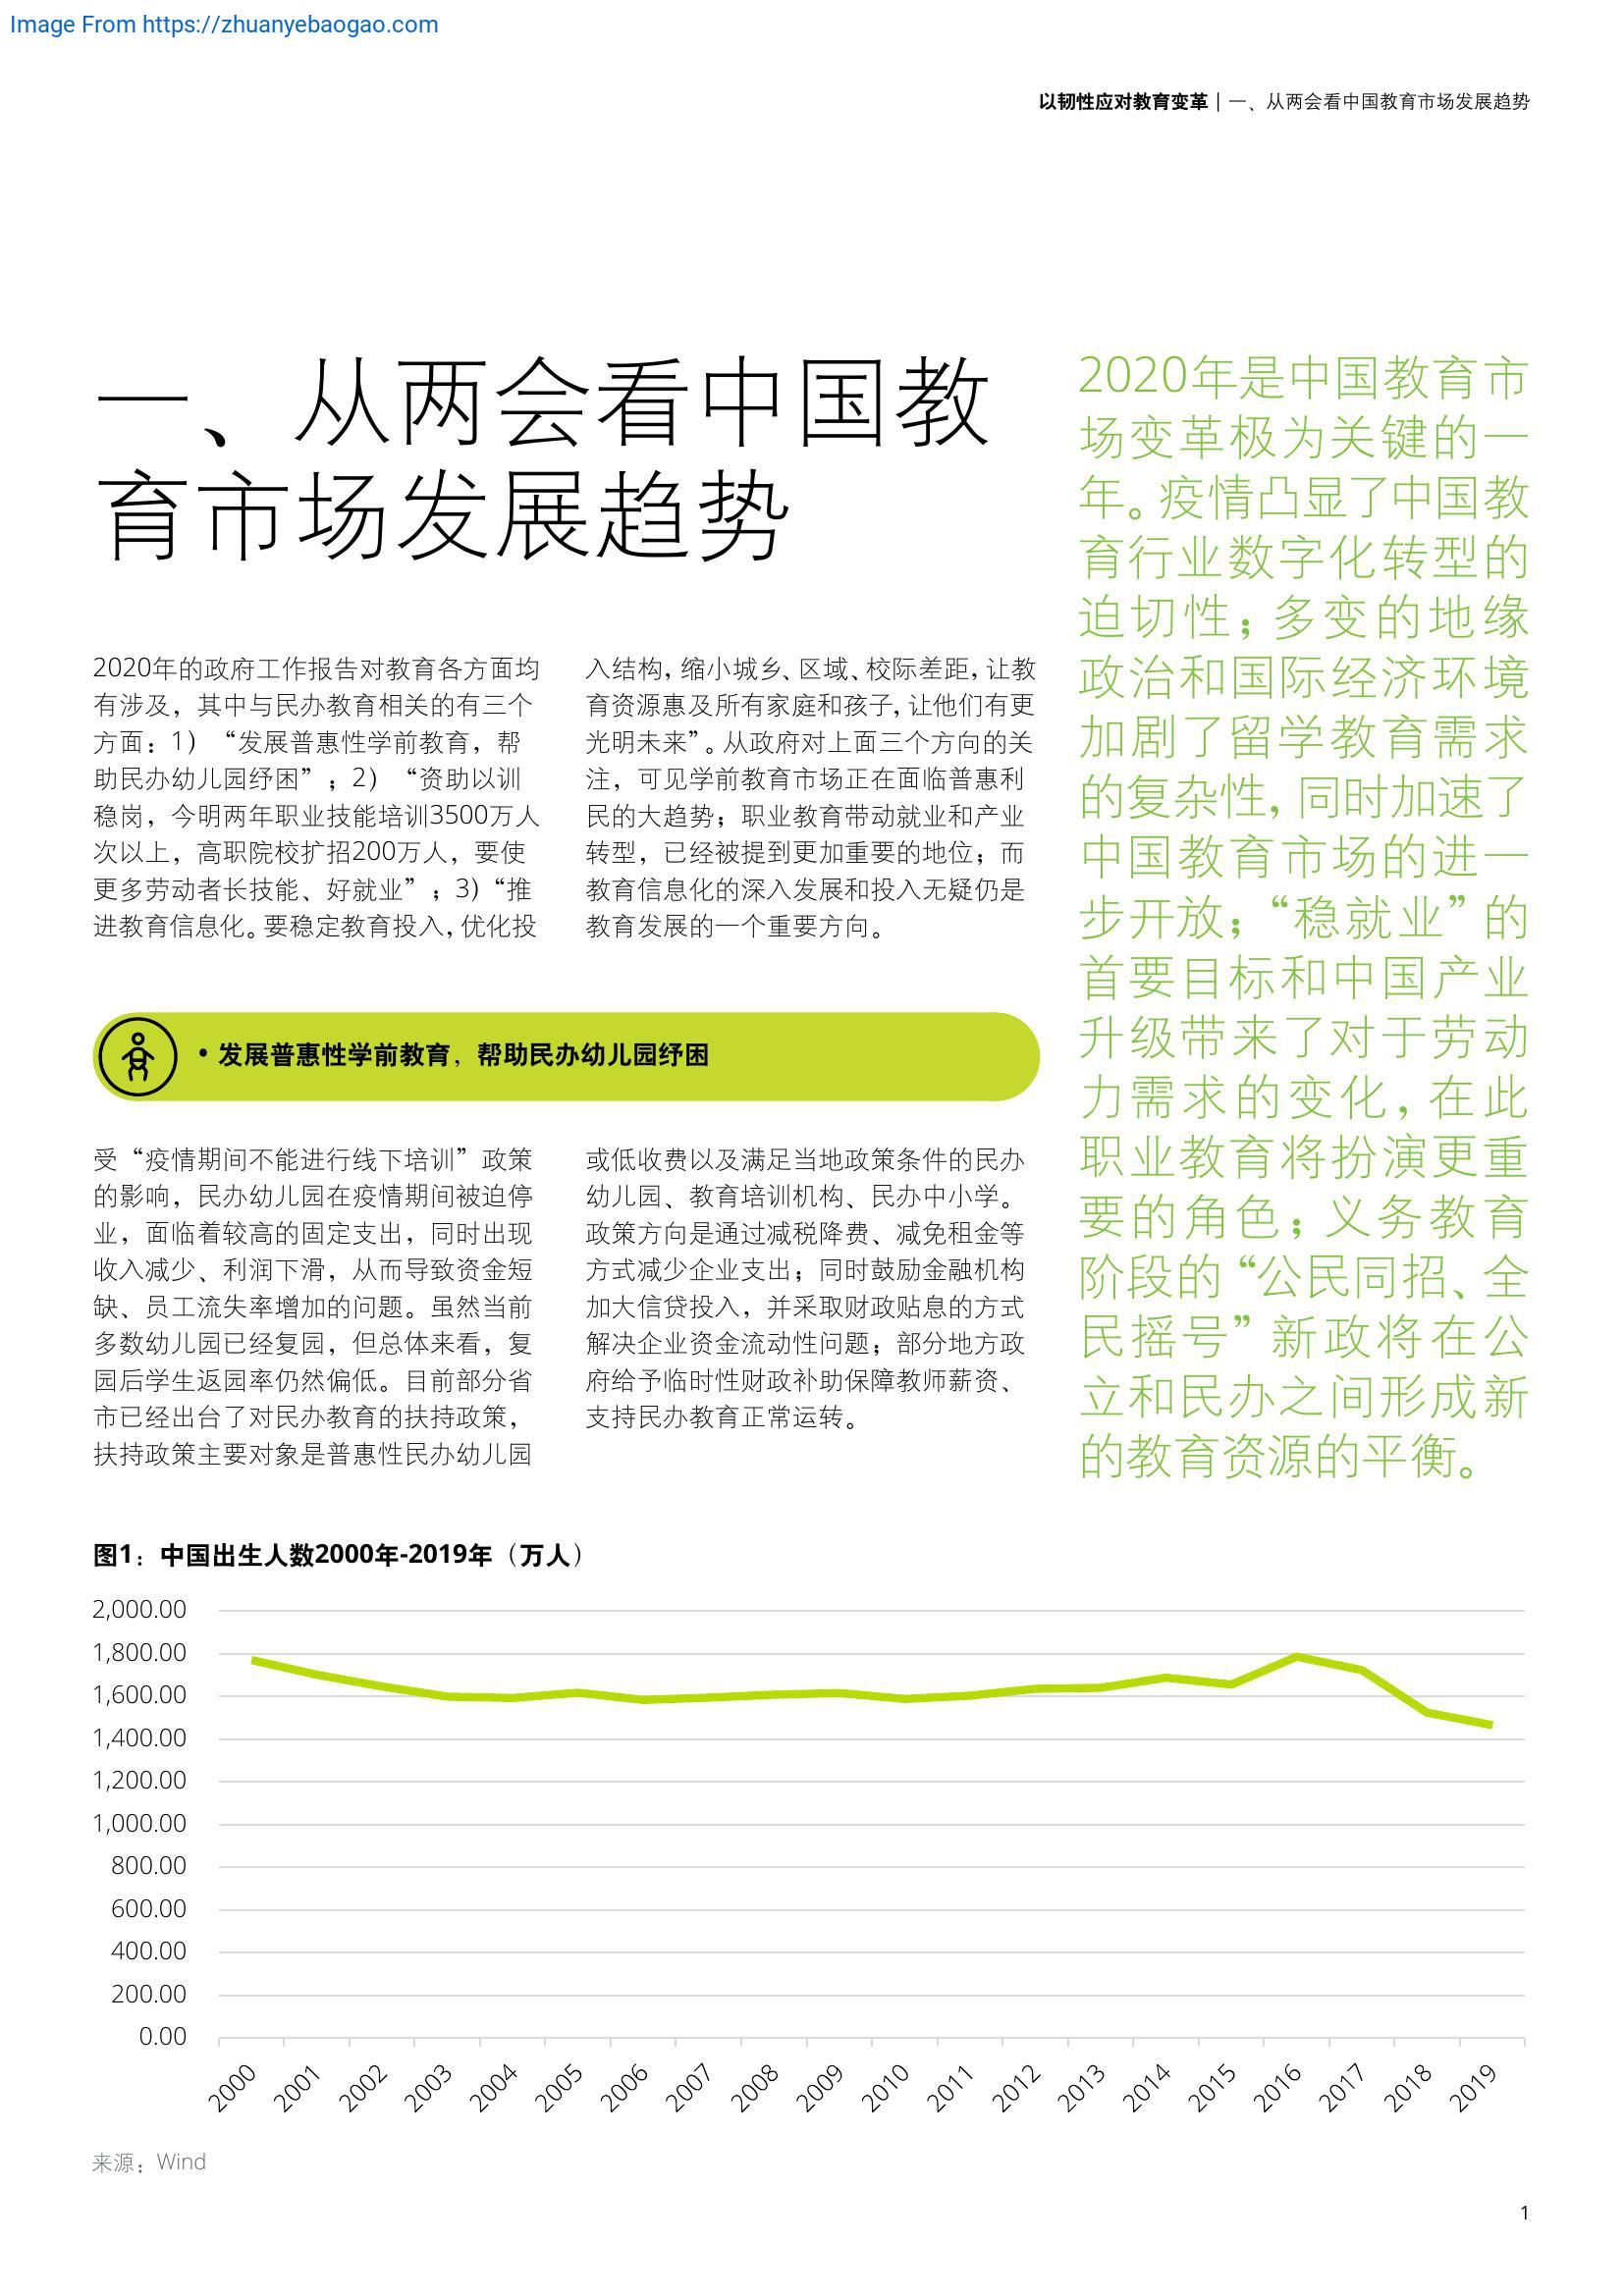 Image From https://zhuanyebaogao.com
以韧性应对教育变革 | 一、从两会看中国教育市场发展趋势
一、从两会看中国教
育市场发展趋势
2020年的政府工作报告对教育各方面均
有涉及，其中与民办教育相关的有三个
方面：1）“发展普惠性学前教育，帮
助民办幼儿园纾困”；2）“资助以训
稳岗，今明两年职业技能培训3500万人
次以上，高职院校扩招200万人，要使
更多劳动者长技能、好就业”；3)“推
进教育信息化。要稳定教育投入，优化投
入结构，缩小城乡、区域、校际差距，让教
育资源惠及所有家庭和孩子，让他们有更
光明未来”。从政府对上面三个方向的关
注，可见学前教育市场正在面临普惠利
民的大趋势；职业教育带动就业和产业
转型，已经被提到更加重要的地位；而
教育信息化的深入发展和投入无疑仍是
教育发展的一个重要方向。
• 发展普惠性学前教育，帮助民办幼儿园纾困
受“疫情期间不能进行线下培训”政策
的影响，民办幼儿园在疫情期间被迫停
业，面临着较高的固定支出，同时出现
收入减少、利润下滑，从而导致资金短
缺、员工流失率增加的问题。虽然当前
多数幼儿园已经复园，但总体来看，复
园后学生返园率仍然偏低。目前部分省
市已经出台了对民办教育的扶持政策，
扶持政策主要对象是普惠性民办幼儿园
或低收费以及满足当地政策条件的民办
幼儿园、教育培训机构、民办中小学。
政策方向是通过减税降费、减免租金等
方式减少企业支出；同时鼓励金融机构
加大信贷投入，并采取财政贴息的方式
解决企业资金流动性问题；部分地方政
府给予临时性财政补助保障教师薪资、
支持民办教育正常运转。
2020年是中国教育市
场变革极为关键的一
年。疫情凸显了中国教
育行业数字化转型的
迫切性；多变的地缘
政治和国际经济环境
加剧了留学教育需求
的复杂性，同时加速了
中国教育市场的进一
步开放；“稳就业”的
首要目标和中国产业
升级带来了对于劳动
力需求的变化，在此
职业教育将扮演更重
要的角色；义务教育
阶段的“公民同招、全
民摇号”新政将在公
立和民办之间形成新
的教育资源的平衡。
图1：中国出生人数2000年-2019年（万人）
2,000.00
1,800.00
1,600.00
1,400.00
1,200.00
1,000.00
800.00
600.00
400.00
200.00
0.00
2000 2001 2002 2003 2004 2005 2006 2007 2008 2009 2010 2011 2012 2013 2014 2015 2016 2017 2018 2019
来源：Wind
1